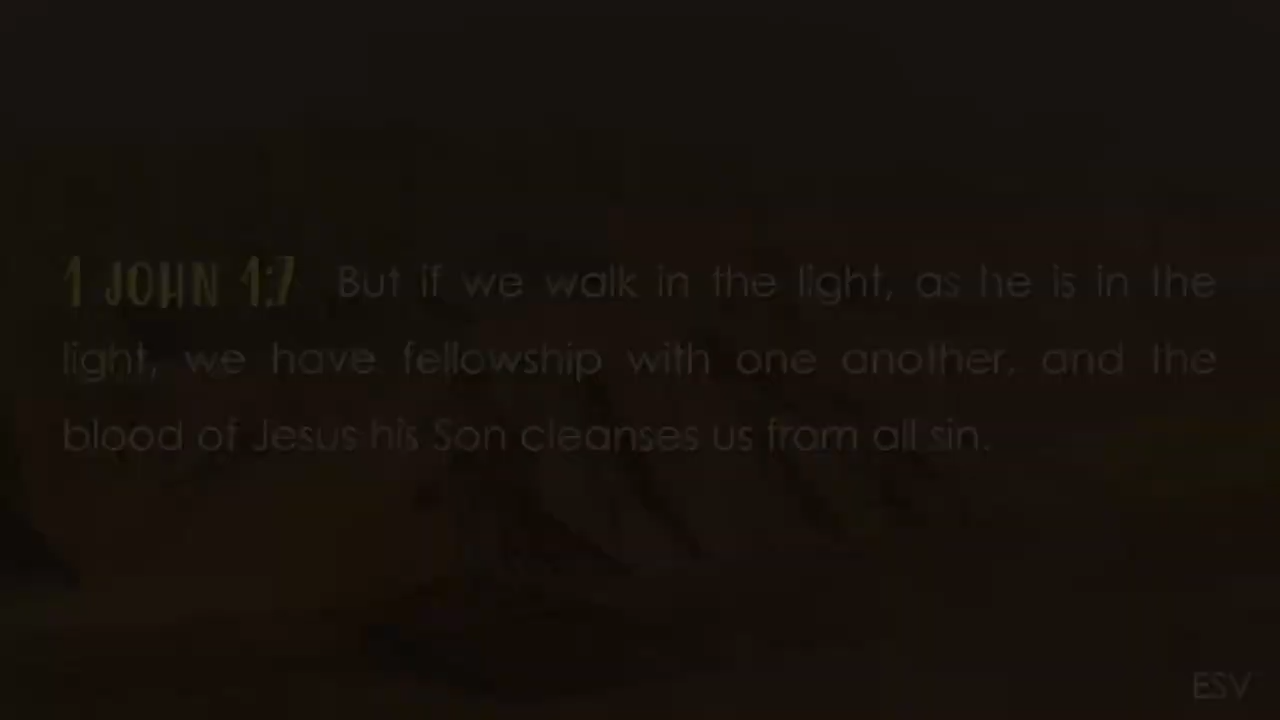 1 JOHN 1:7 But if we walk in the light, as he is in the
light, we have fellowship with one another, and the
blood of Jesus his Son cleanses us from all sin.
ESV